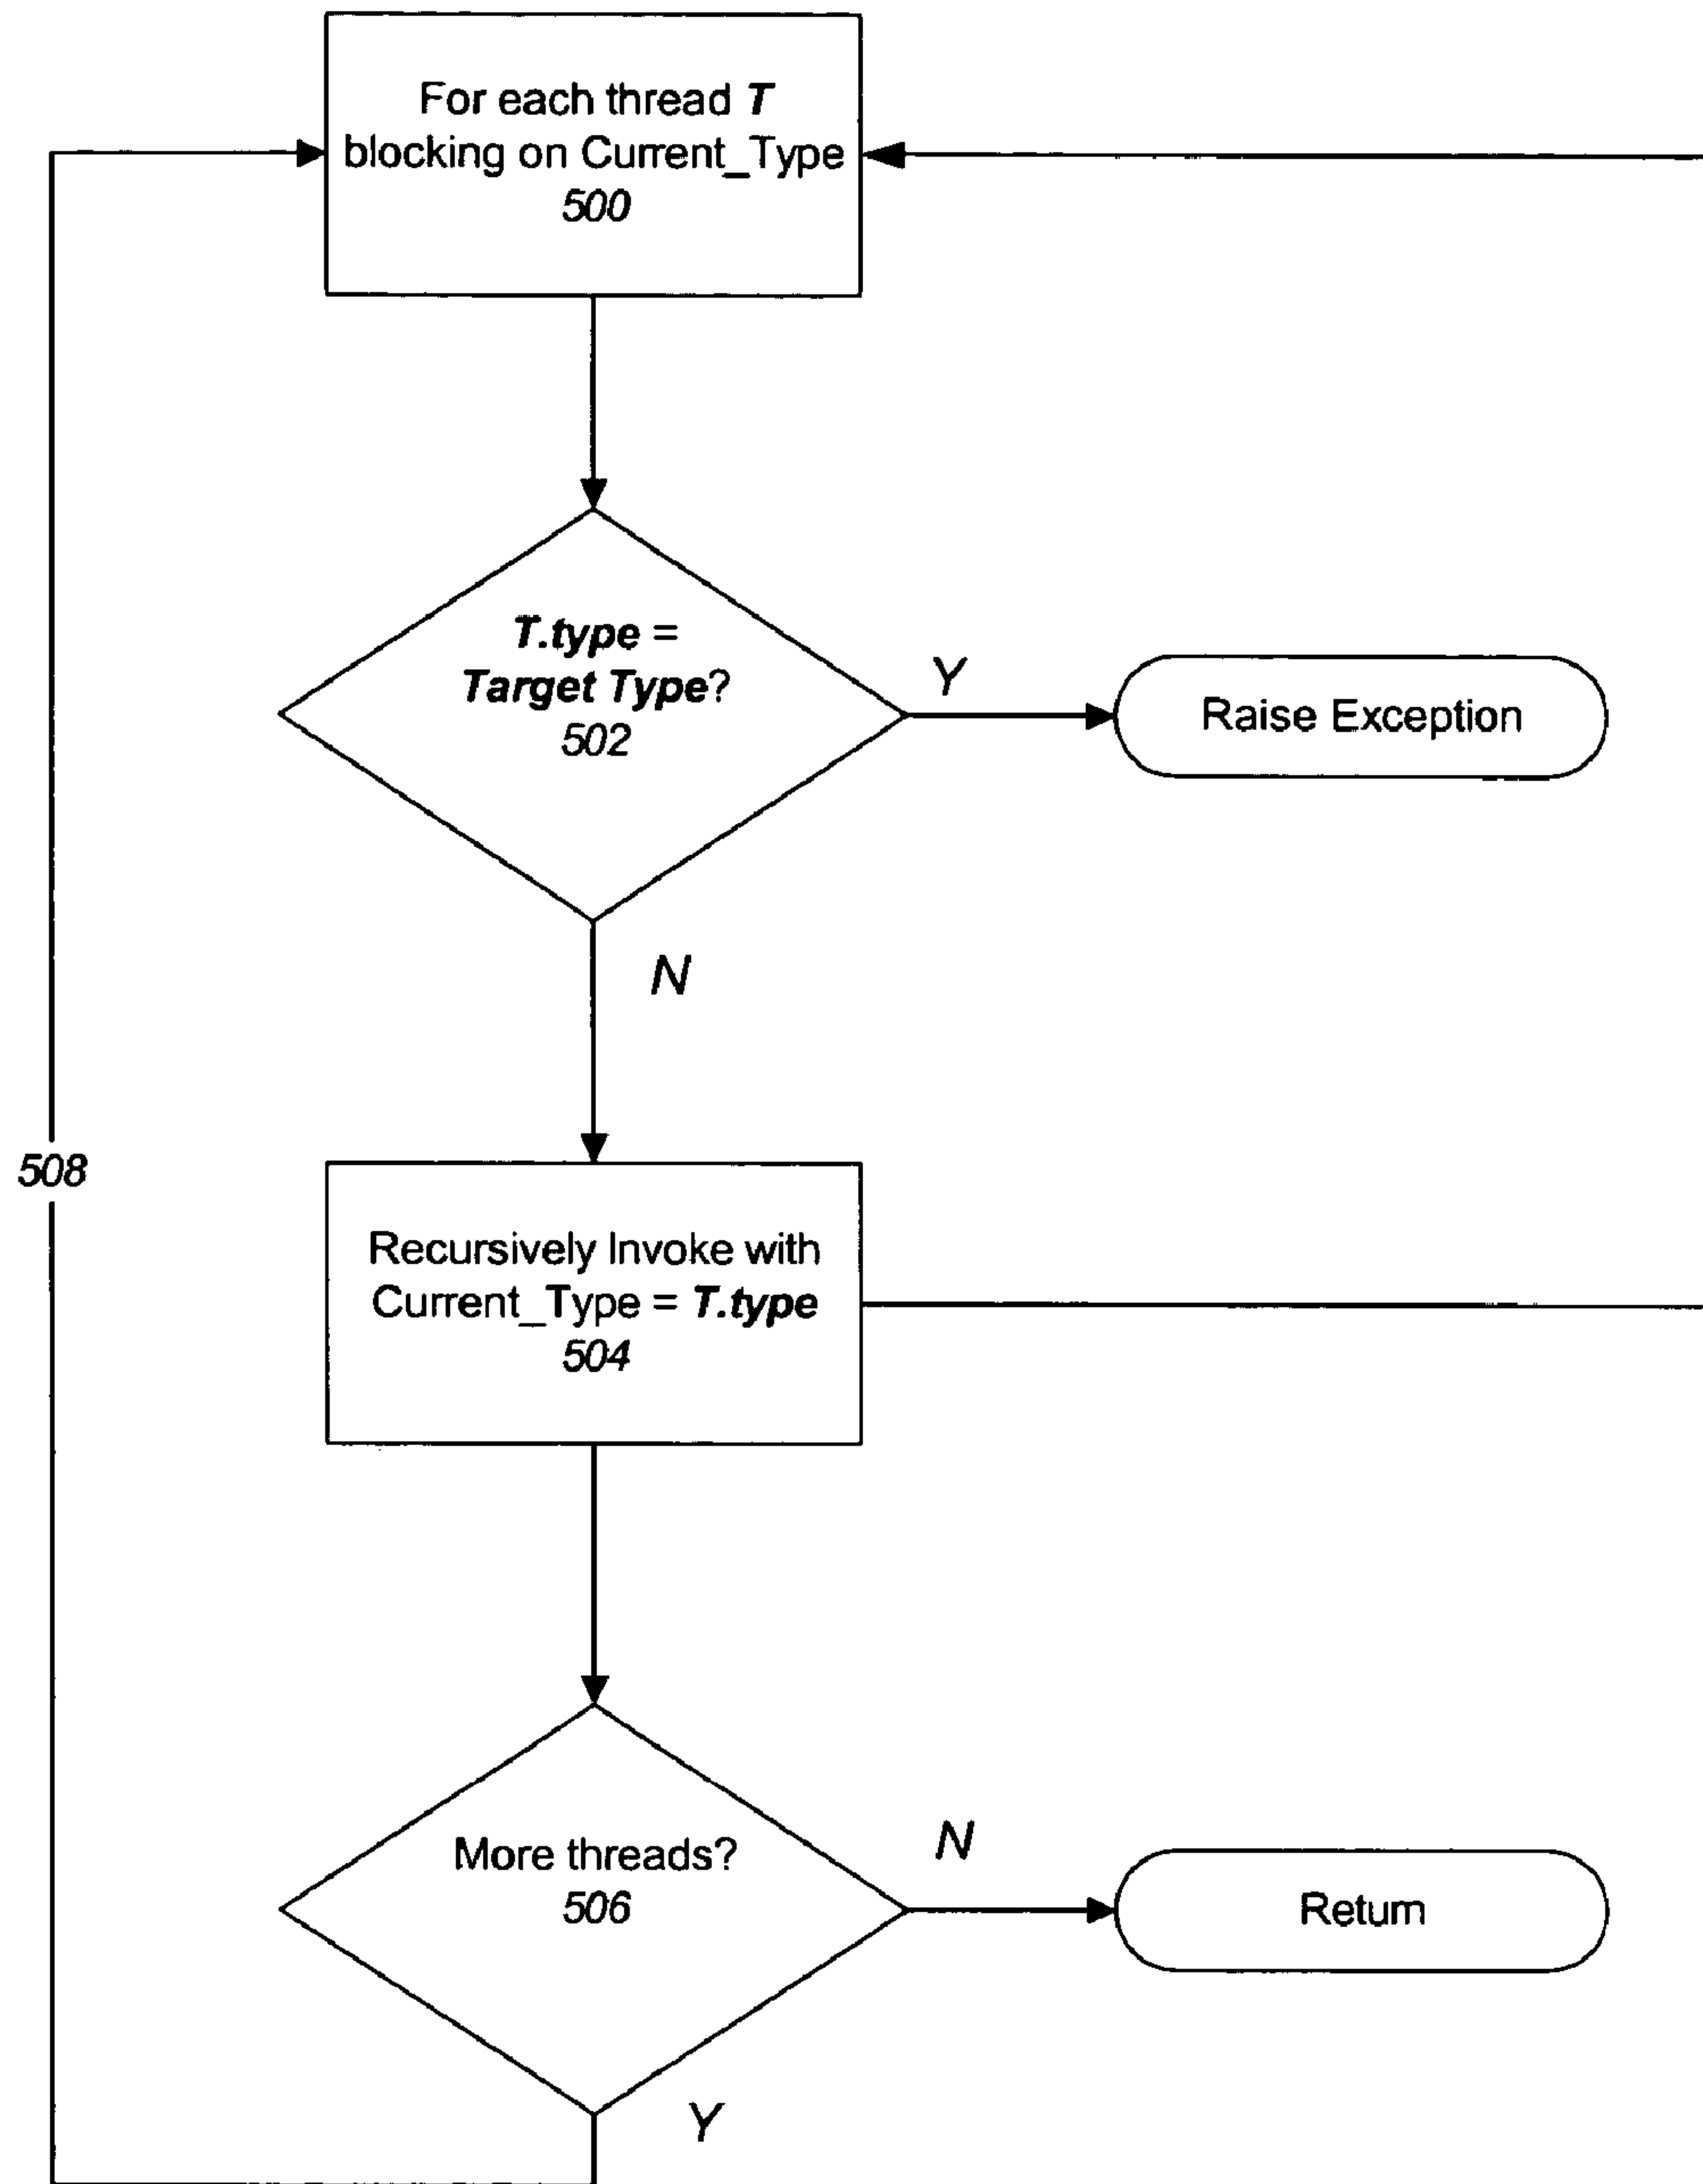 For each thread T
blocking on Current_Type
500
T.type =
Target Type?
502
Y
Raise Exception
N
508
Recursively Invoke with
Current_Type = T.type
504
More threads?
506
N
Return
Y